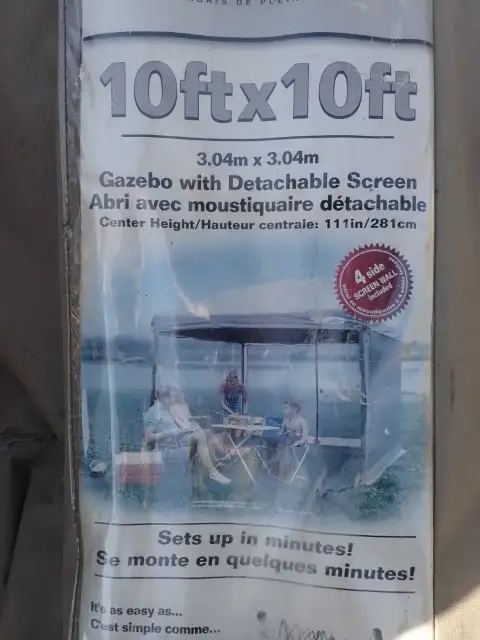 10ftx10ft
3.04m x 3.04m
Gazebo with Detachable Screen
Abri avec moustiquaire détachable
Center Height/Hauteur centrale: 111in/281cm
4 side
SCREEN WALL
included
Sets up in minutes!
Se monte en quelques minutes!
It's as easy as...
C'est simple comme...